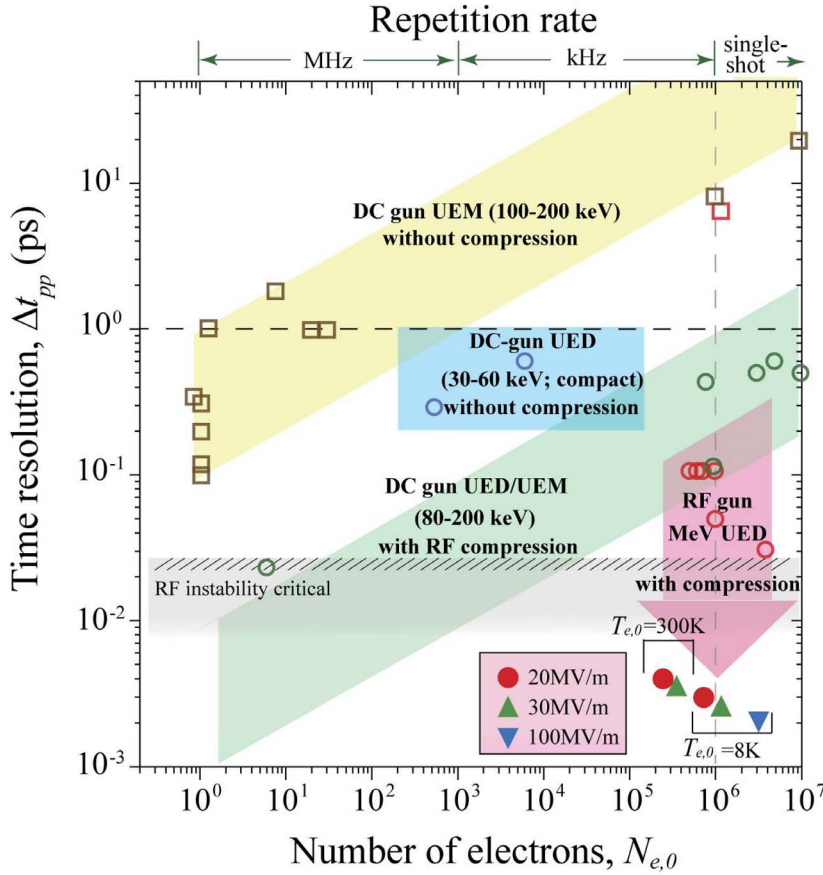 Repetition rate
MHz
kHz
single-
shot
Time resolution, Δt_pp (ps)
10^1
10^0
10^-1
10^-2
10^-3
DC gun UEM (100-200 keV)
without compression
DC-gun UED
(30-60 keV; compact)
without compression
DC gun UED/UEM
(80-200 keV)
with RF compression
RF gun
MeV UED
with compression
RF instability critical
T_e,0=300K
20MV/m
30MV/m
100MV/m
T_e,0=8K
10^0
10^1
10^2
10^3
10^4
10^5
10^6
10^7
Number of electrons, N_e,0